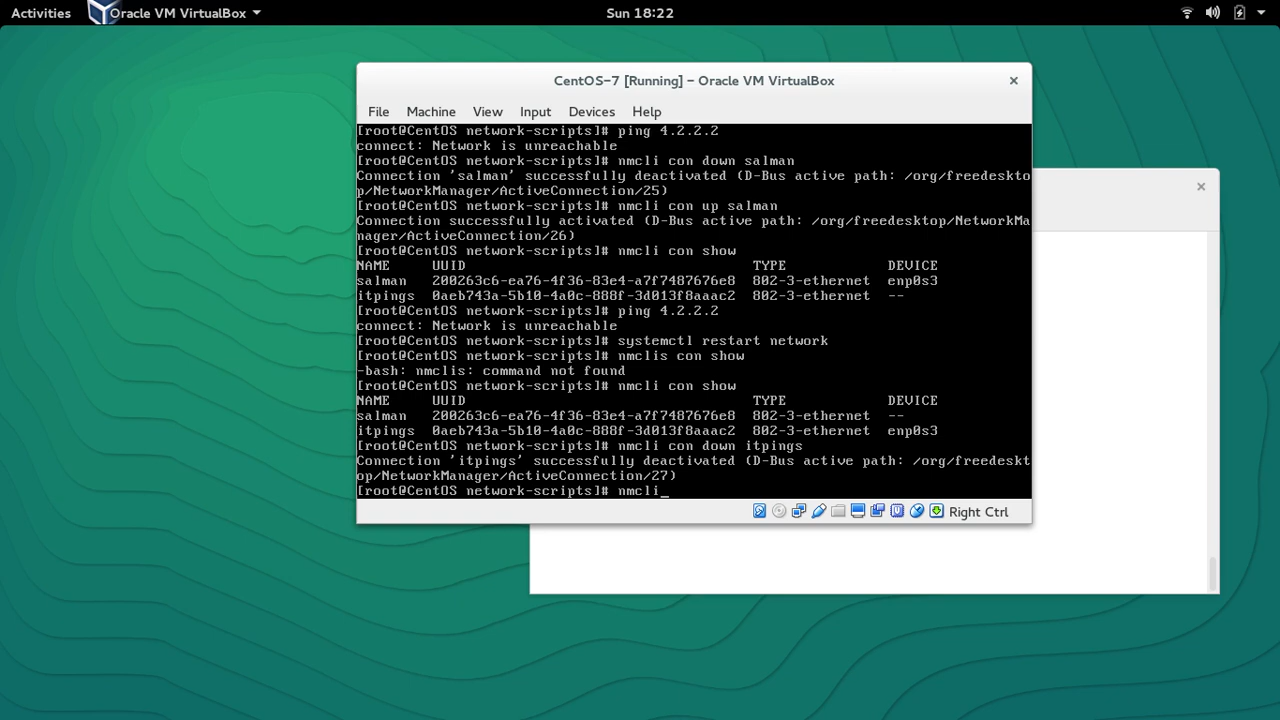 Activities Oracle VM VirtualBox Sun 18:22
CentOS-7 [Running] - Oracle VM VirtualBox
File Machine View Input Devices Help
[root@CentOS network-scripts]# ping 4.2.2.2
connect: Network is unreachable
[root@CentOS network-scripts]# nmcli con down salman
Connection 'salman' successfully deactivated (D-Bus active path: /org/freedeskto
p/NetworkManager/ActiveConnection/25)
[root@CentOS network-scripts]# nmcli con up salman
Connection successfully activated (D-Bus active path: /org/freedesktop/NetworkMa
nager/ActiveConnection/26)
[root@CentOS network-scripts]# nmcli con show
NAME UUID TYPE DEVICE
salman 200263c6-ea76-4f36-83e4-a7f7487676e8 802-3-ethernet enp0s3
itpings 0aeb743a-5b10-4a0c-888f-3d013f8aaac2 802-3-ethernet --
[root@CentOS network-scripts]# ping 4.2.2.2
connect: Network is unreachable
[root@CentOS network-scripts]# systemctl restart network
[root@CentOS network-scripts]# nmclis con show
-bash: nmclis: command not found
[root@CentOS network-scripts]# nmcli con show
NAME UUID TYPE DEVICE
salman 200263c6-ea76-4f36-83e4-a7f7487676e8 802-3-ethernet --
itpings 0aeb743a-5b10-4a0c-888f-3d013f8aaac2 802-3-ethernet enp0s3
[root@CentOS network-scripts]# nmcli con down itpings
Connection 'itpings' successfully deactivated (D-Bus active path: /org/freedeskt
op/NetworkManager/ActiveConnection/27)
[root@CentOS network-scripts]# nmcli_
Right Ctrl